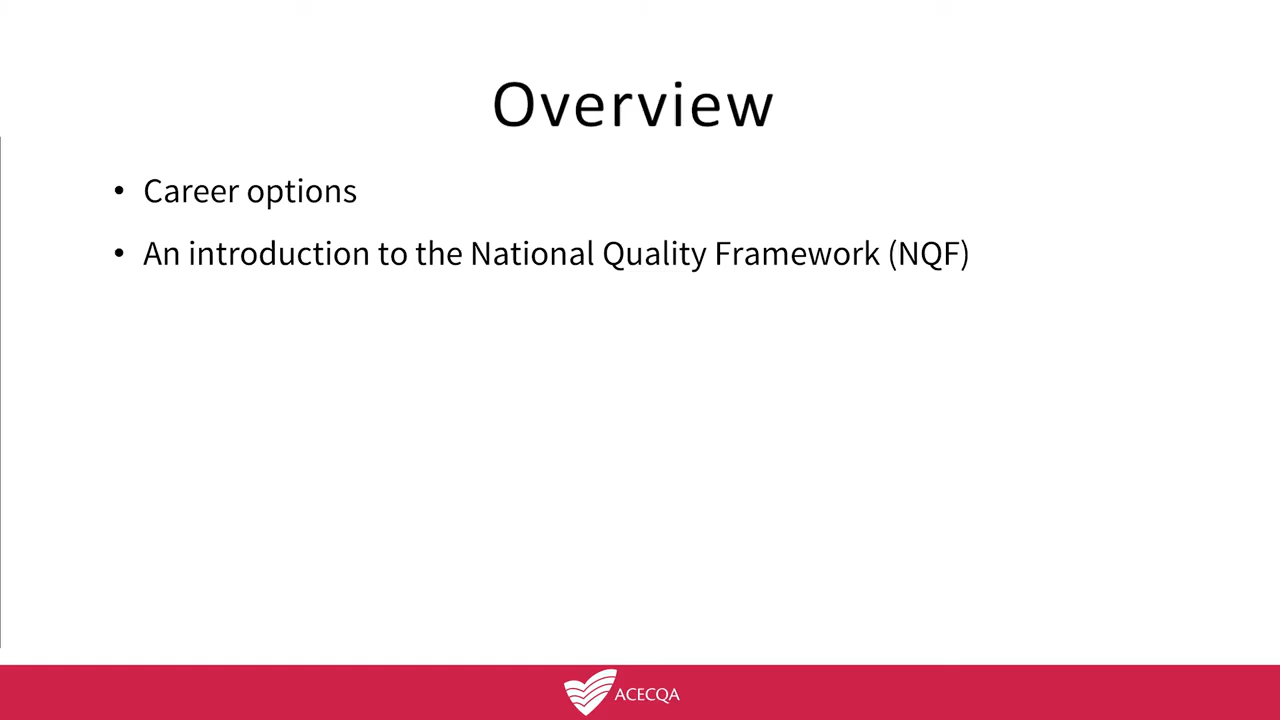 Overview
• Career options
• An introduction to the National Quality Framework (NQF)
ACECQA